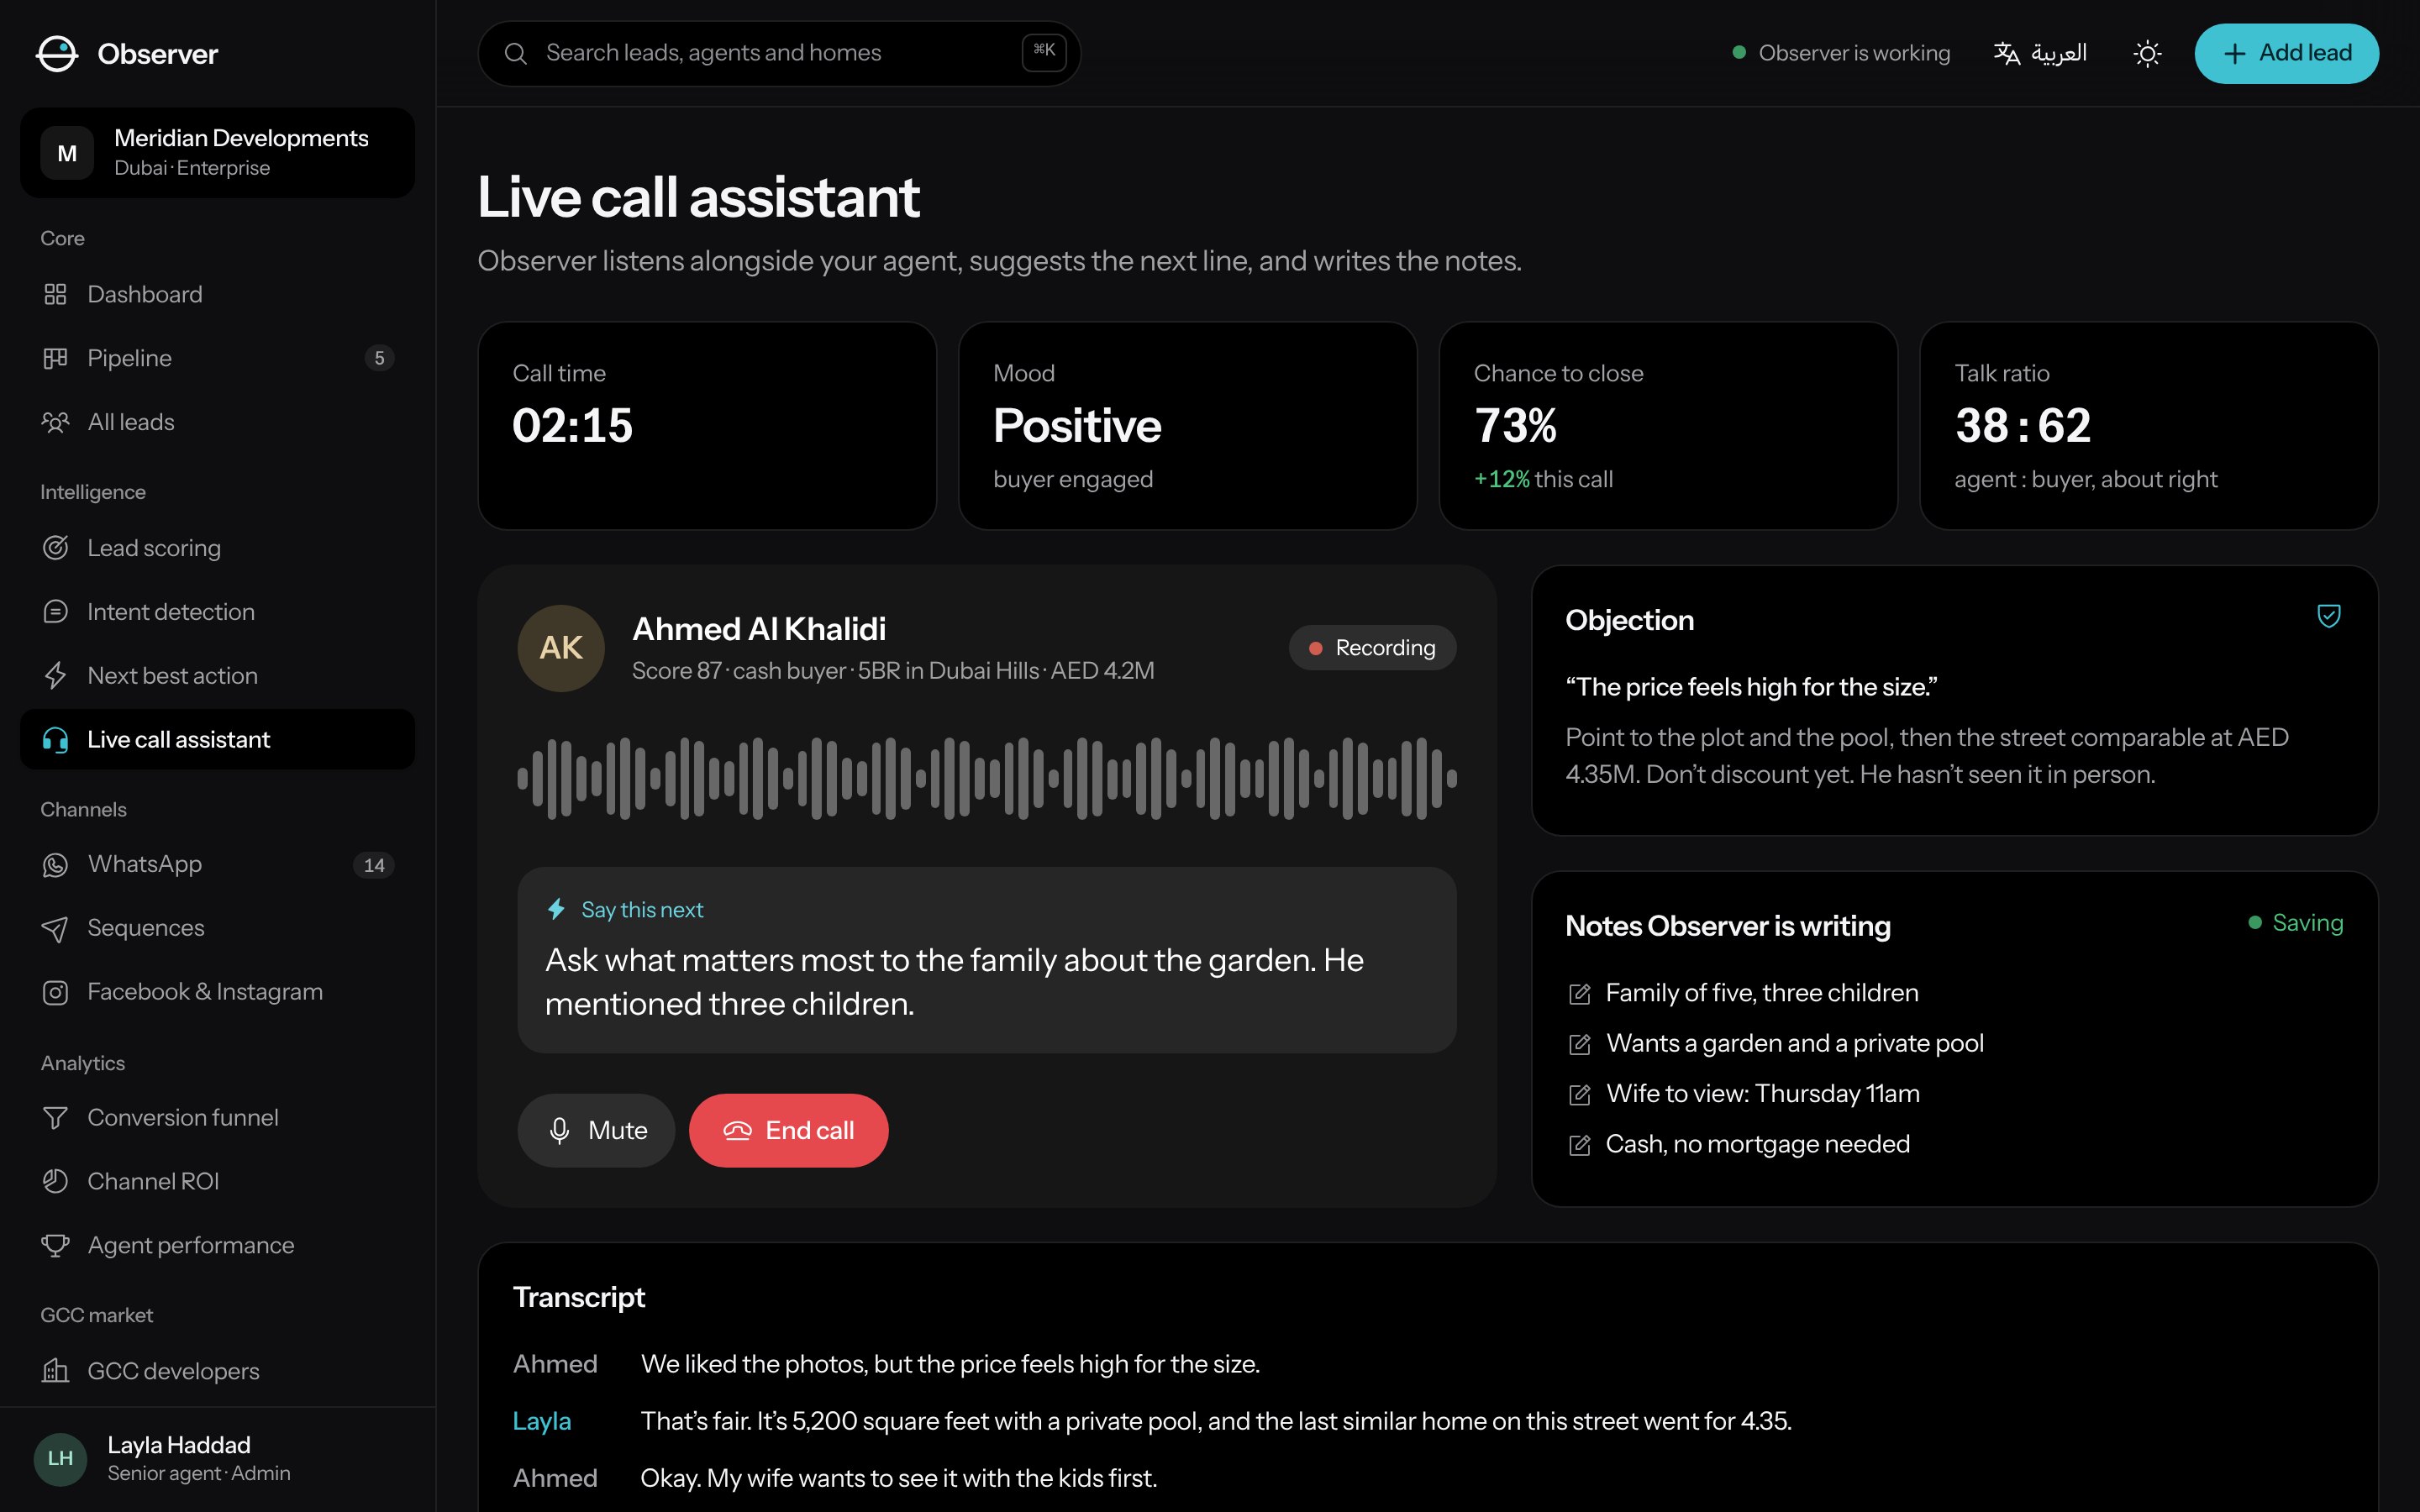 Observer
Meridian Developments
M
Dubai · Enterprise
Core
Dashboard
Pipeline
5
All leads
Intelligence
Lead scoring
Intent detection
Next best action
Live call assistant
Channels
WhatsApp
14
Sequences
Facebook & Instagram
Analytics
Conversion funnel
Channel ROI
Agent performance
GCC market
GCC developers
LH
Layla Haddad
Senior agent · Admin
Search leads, agents and homes
⌘K
Observer is working
العربية
Add lead
Live call assistant
Observer listens alongside your agent, suggests the next line, and writes the notes.
Call time
02:15
Mood
Positive
buyer engaged
Chance to close
73%
+12% this call
Talk ratio
38 : 62
agent : buyer, about right
AK
Ahmed Al Khalidi
Score 87 · cash buyer · 5BR in Dubai Hills · AED 4.2M
Recording
Say this next
Ask what matters most to the family about the garden. He
mentioned three children.
Mute
End call
Objection
“The price feels high for the size.”
Point to the plot and the pool, then the street comparable at AED
4.35M. Don’t discount yet. He hasn’t seen it in person.
Notes Observer is writing
Saving
Family of five, three children
Wants a garden and a private pool
Wife to view: Thursday 11am
Cash, no mortgage needed
Transcript
Ahmed We liked the photos, but the price feels high for the size.
Layla That’s fair. It’s 5,200 square feet with a private pool, and the last similar home on this street went for 4.35.
Ahmed Okay. My wife wants to see it with the kids first.